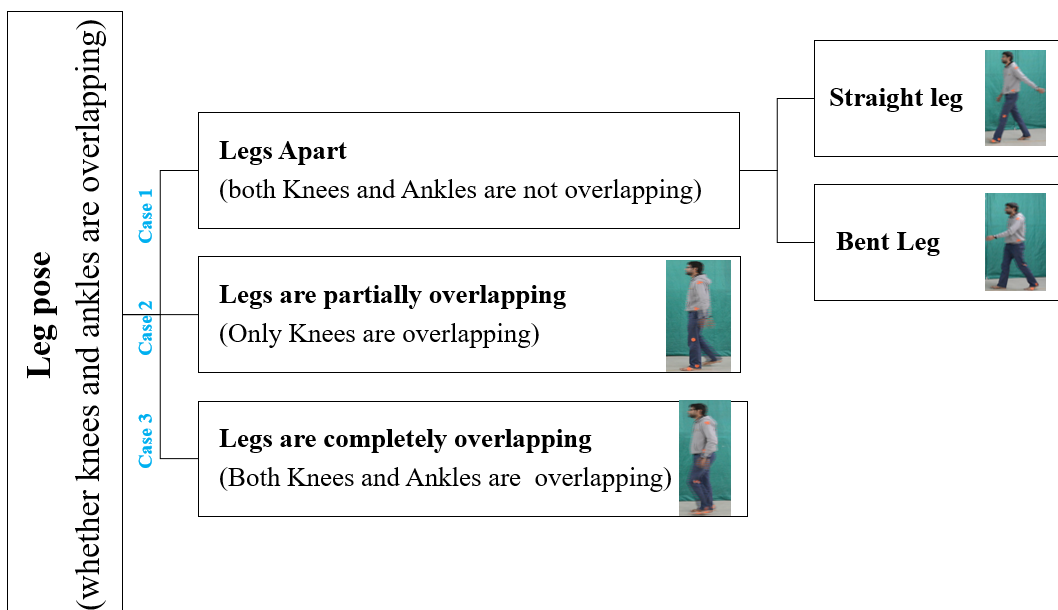 Leg pose
(whether knees and ankles are overlapping)
Case 1
Legs Apart
(both Knees and Ankles are not overlapping)
Straight leg
Bent Leg
Case 2
Legs are partially overlapping
(Only Knees are overlapping)
Case 3
Legs are completely overlapping
(Both Knees and Ankles are  overlapping)